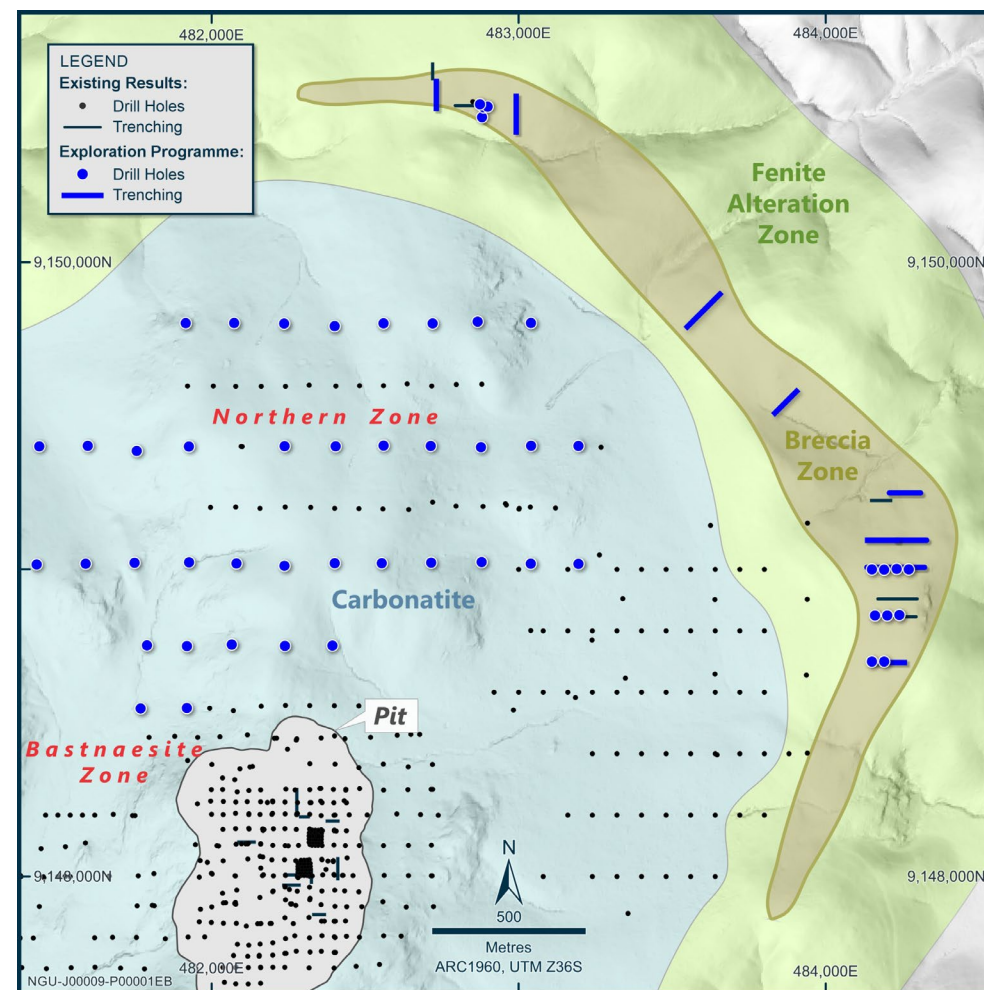 482,000E
483,000E
484,000E
LEGEND
Existing Results:
Drill Holes
Trenching
Exploration Programme:
Drill Holes
Trenching
Fenite
Alteration
Zone
9,150,000N
9,150,000N
Northern Zone
Breccia
Zone
Carbonatite
Pit
Bastnaesite
Zone
N
9,148,000N
9,148,000N
500
Metres
ARC1960, UTM Z36S
482,000E
484,000E
NGU-J00009-P00001EB